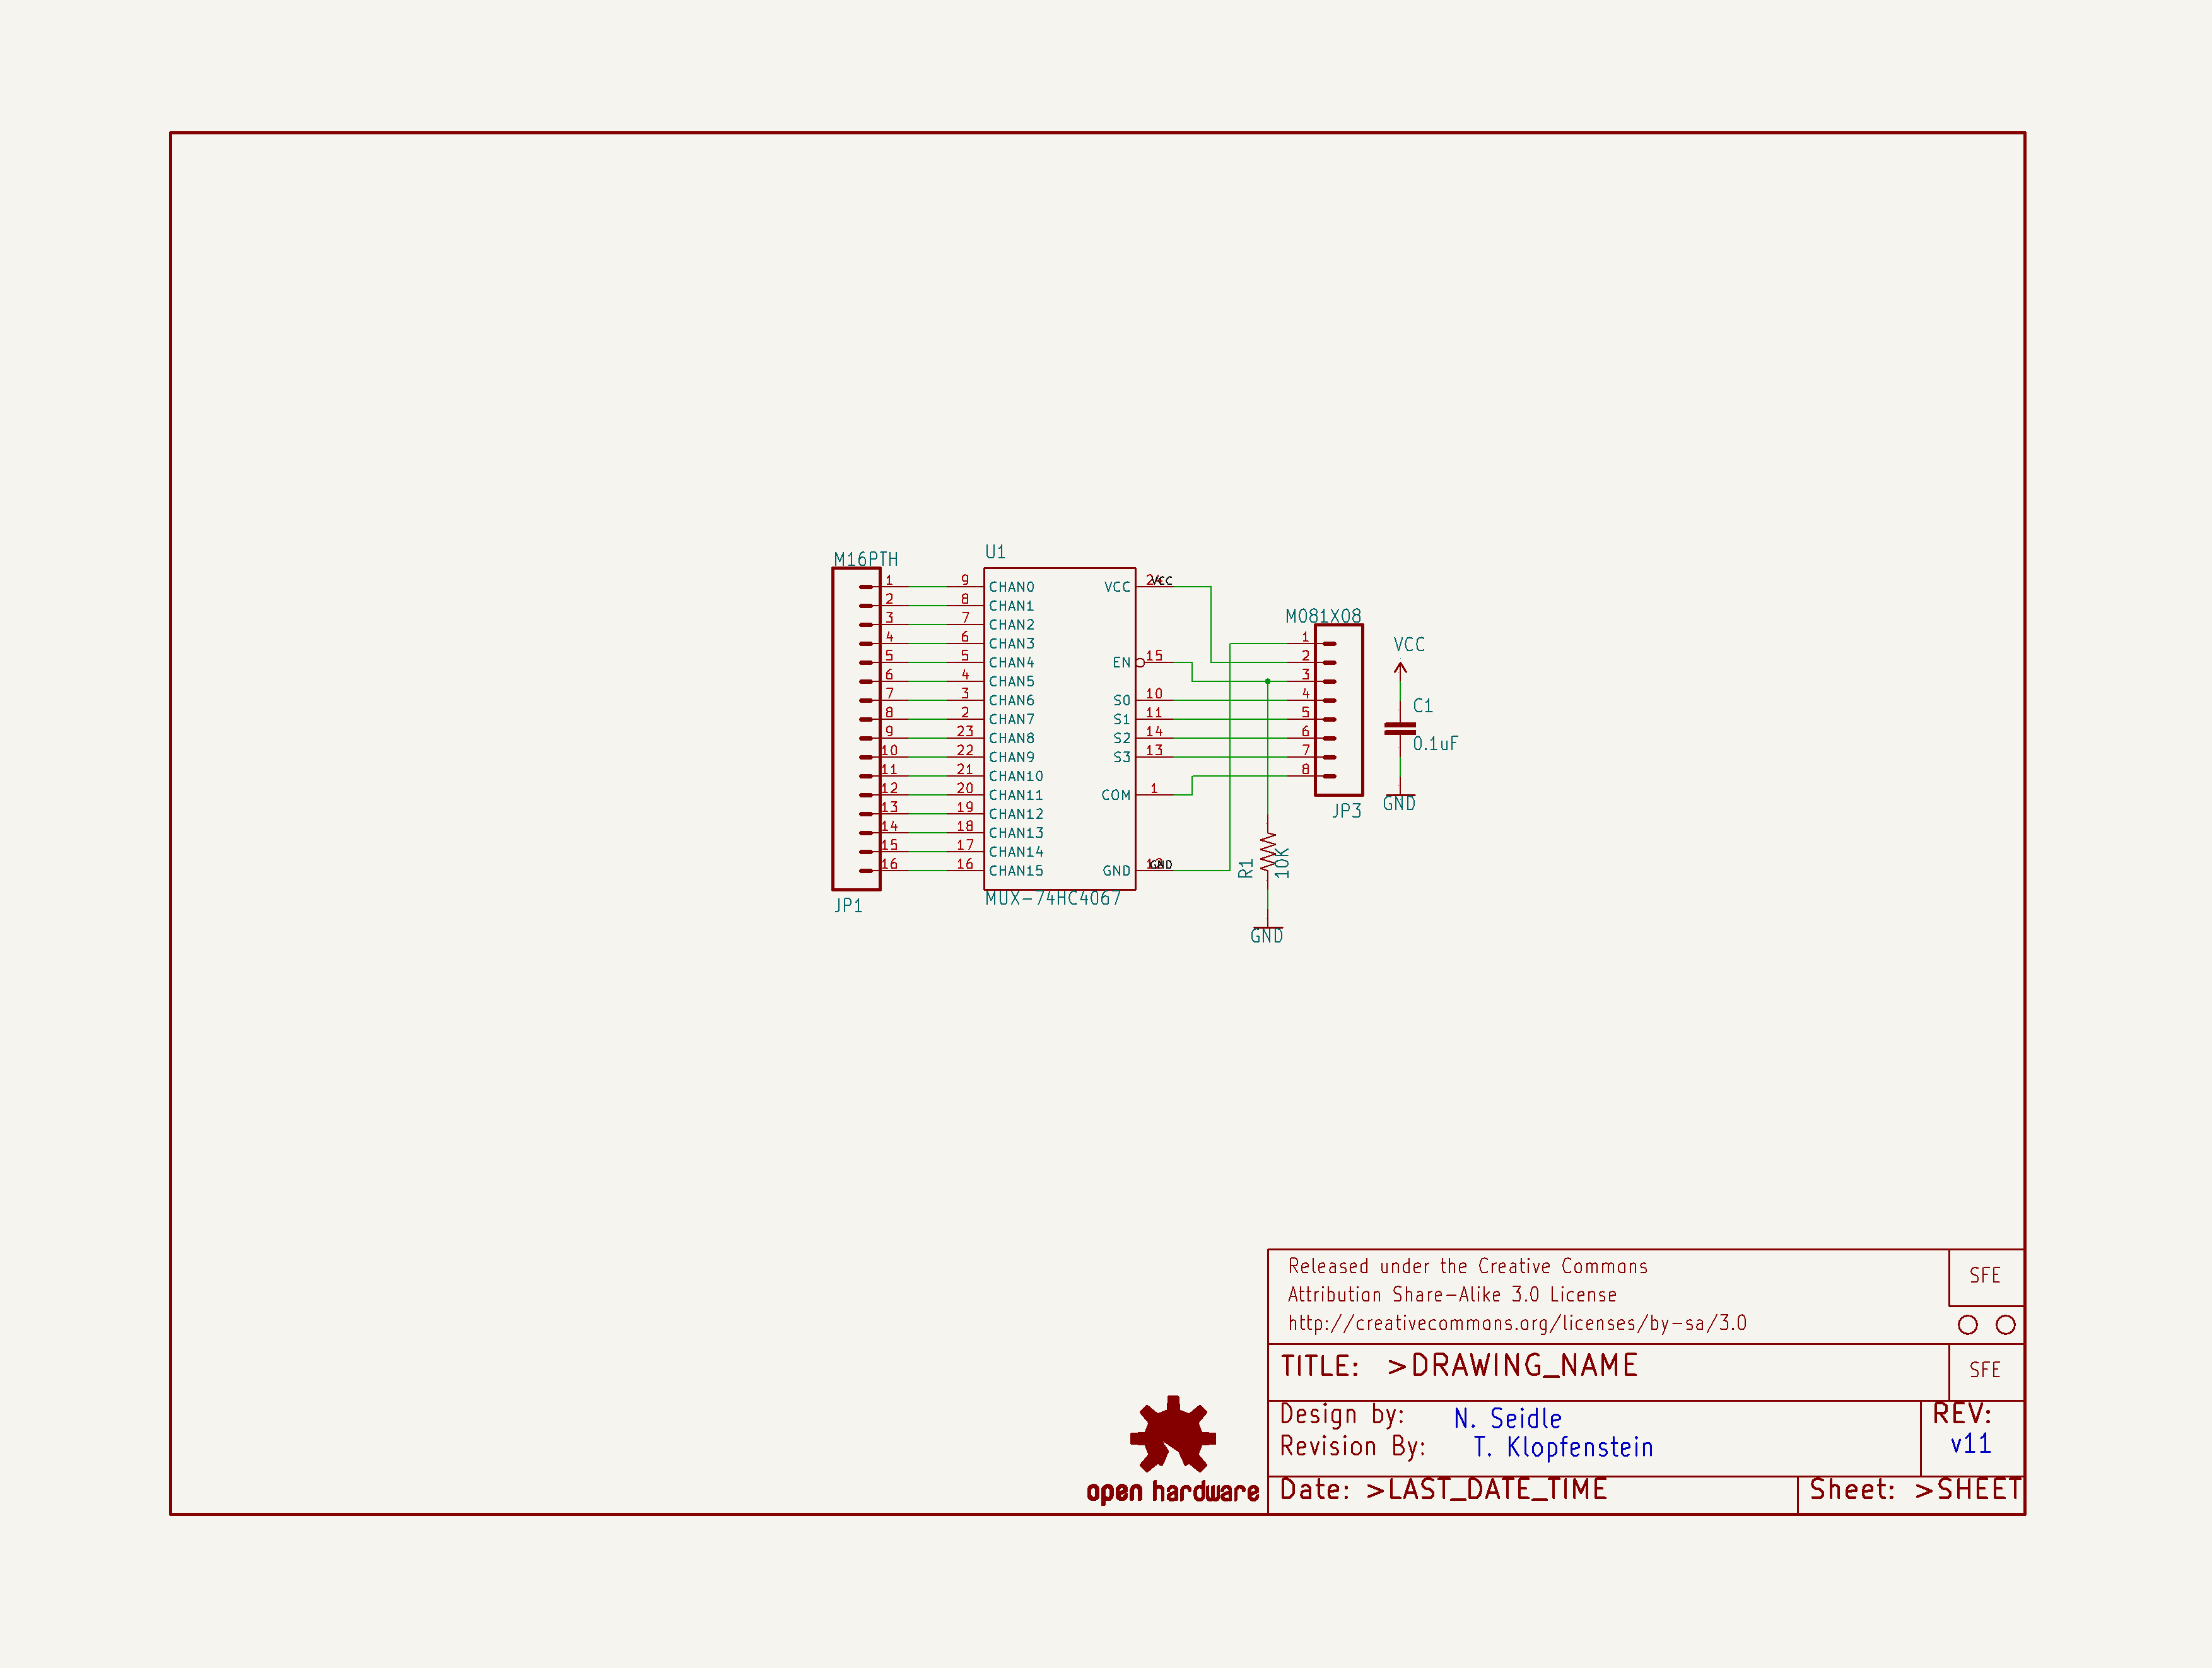 U1
M16PTH
1 9 CHAN0 VCC 24 VCC
2 8 CHAN1
3 7 CHAN2
M081X08
4 6 CHAN3 1
VCC
5 5 CHAN4 EN 15 2
6 4 CHAN5 3
7 3 CHAN6 S0 10 4
C1
8 2 CHAN7 S1 11 5
9 23 CHAN8 S2 14 6
0.1uF
10 22 CHAN9 S3 13 7
11 21 CHAN10 8
12 20 CHAN11 COM 1
GND
JP3
13 19 CHAN12
14 18 CHAN13
15 17 CHAN14
R1
10K
16 16 CHAN15 GND GND
MUX-74HC4067
JP1
GND
Released under the Creative Commons
Attribution Share-Alike 3.0 License
http://creativecommons.org/licenses/by-sa/3.0
SFE
TITLE: >DRAWING_NAME
SFE
Design by: N. Seidle
Revision By: T. Klopfenstein
REV:
v11
Date: >LAST_DATE_TIME
Sheet: >SHEET
open hardware